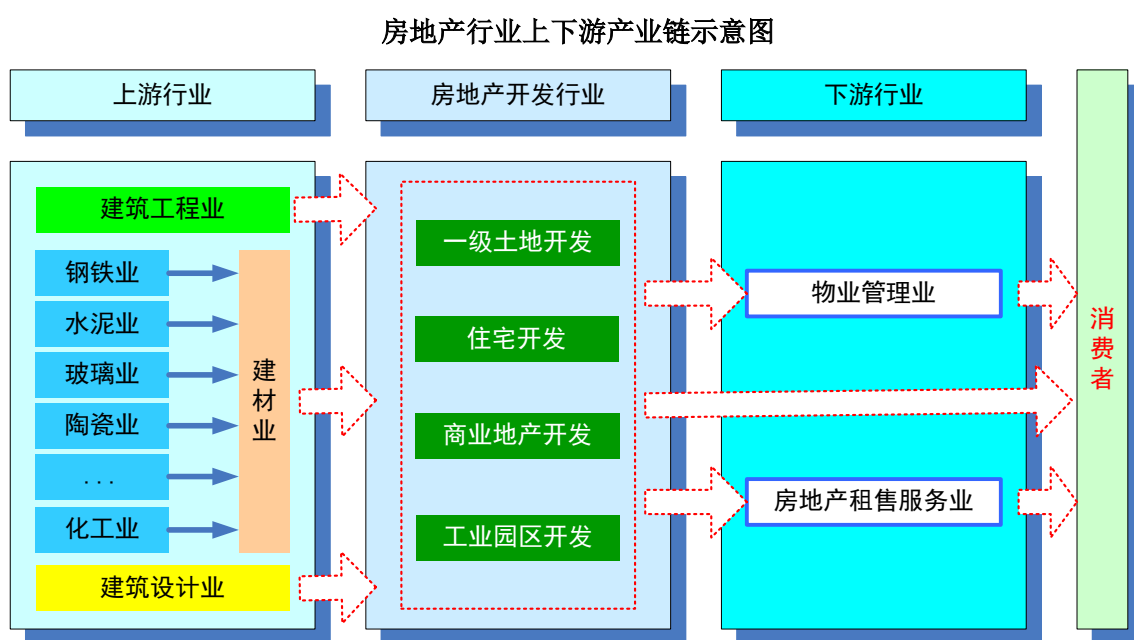 房地产行业上下游产业链示意图
上游行业
房地产开发行业
下游行业
建筑工程业
钢铁业
水泥业
玻璃业
陶瓷业
...
化工业
建材业
建筑设计业
一级土地开发
住宅开发
商业地产开发
工业园区开发
物业管理业
房地产租售服务业
消费者